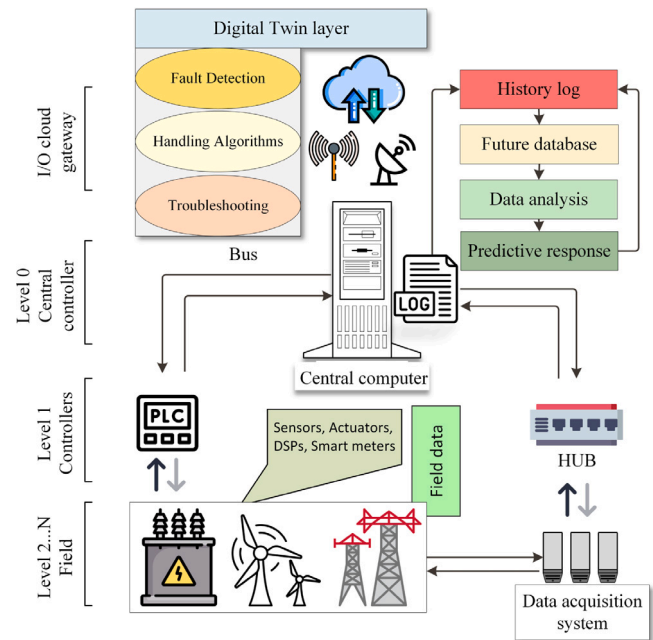 Digital Twin layer
Fault Detection
Handling Algorithms
Troubleshooting
I/O cloud
gateway
History log
Future database
Data analysis
Predictive response
Bus
Level 0
Central
controller
LOG
Central computer
Level 1
Controllers
PLC
Sensors, Actuators,
DSPs, Smart meters
Field data
HUB
Level 2...N
Field
Data acquisition
system